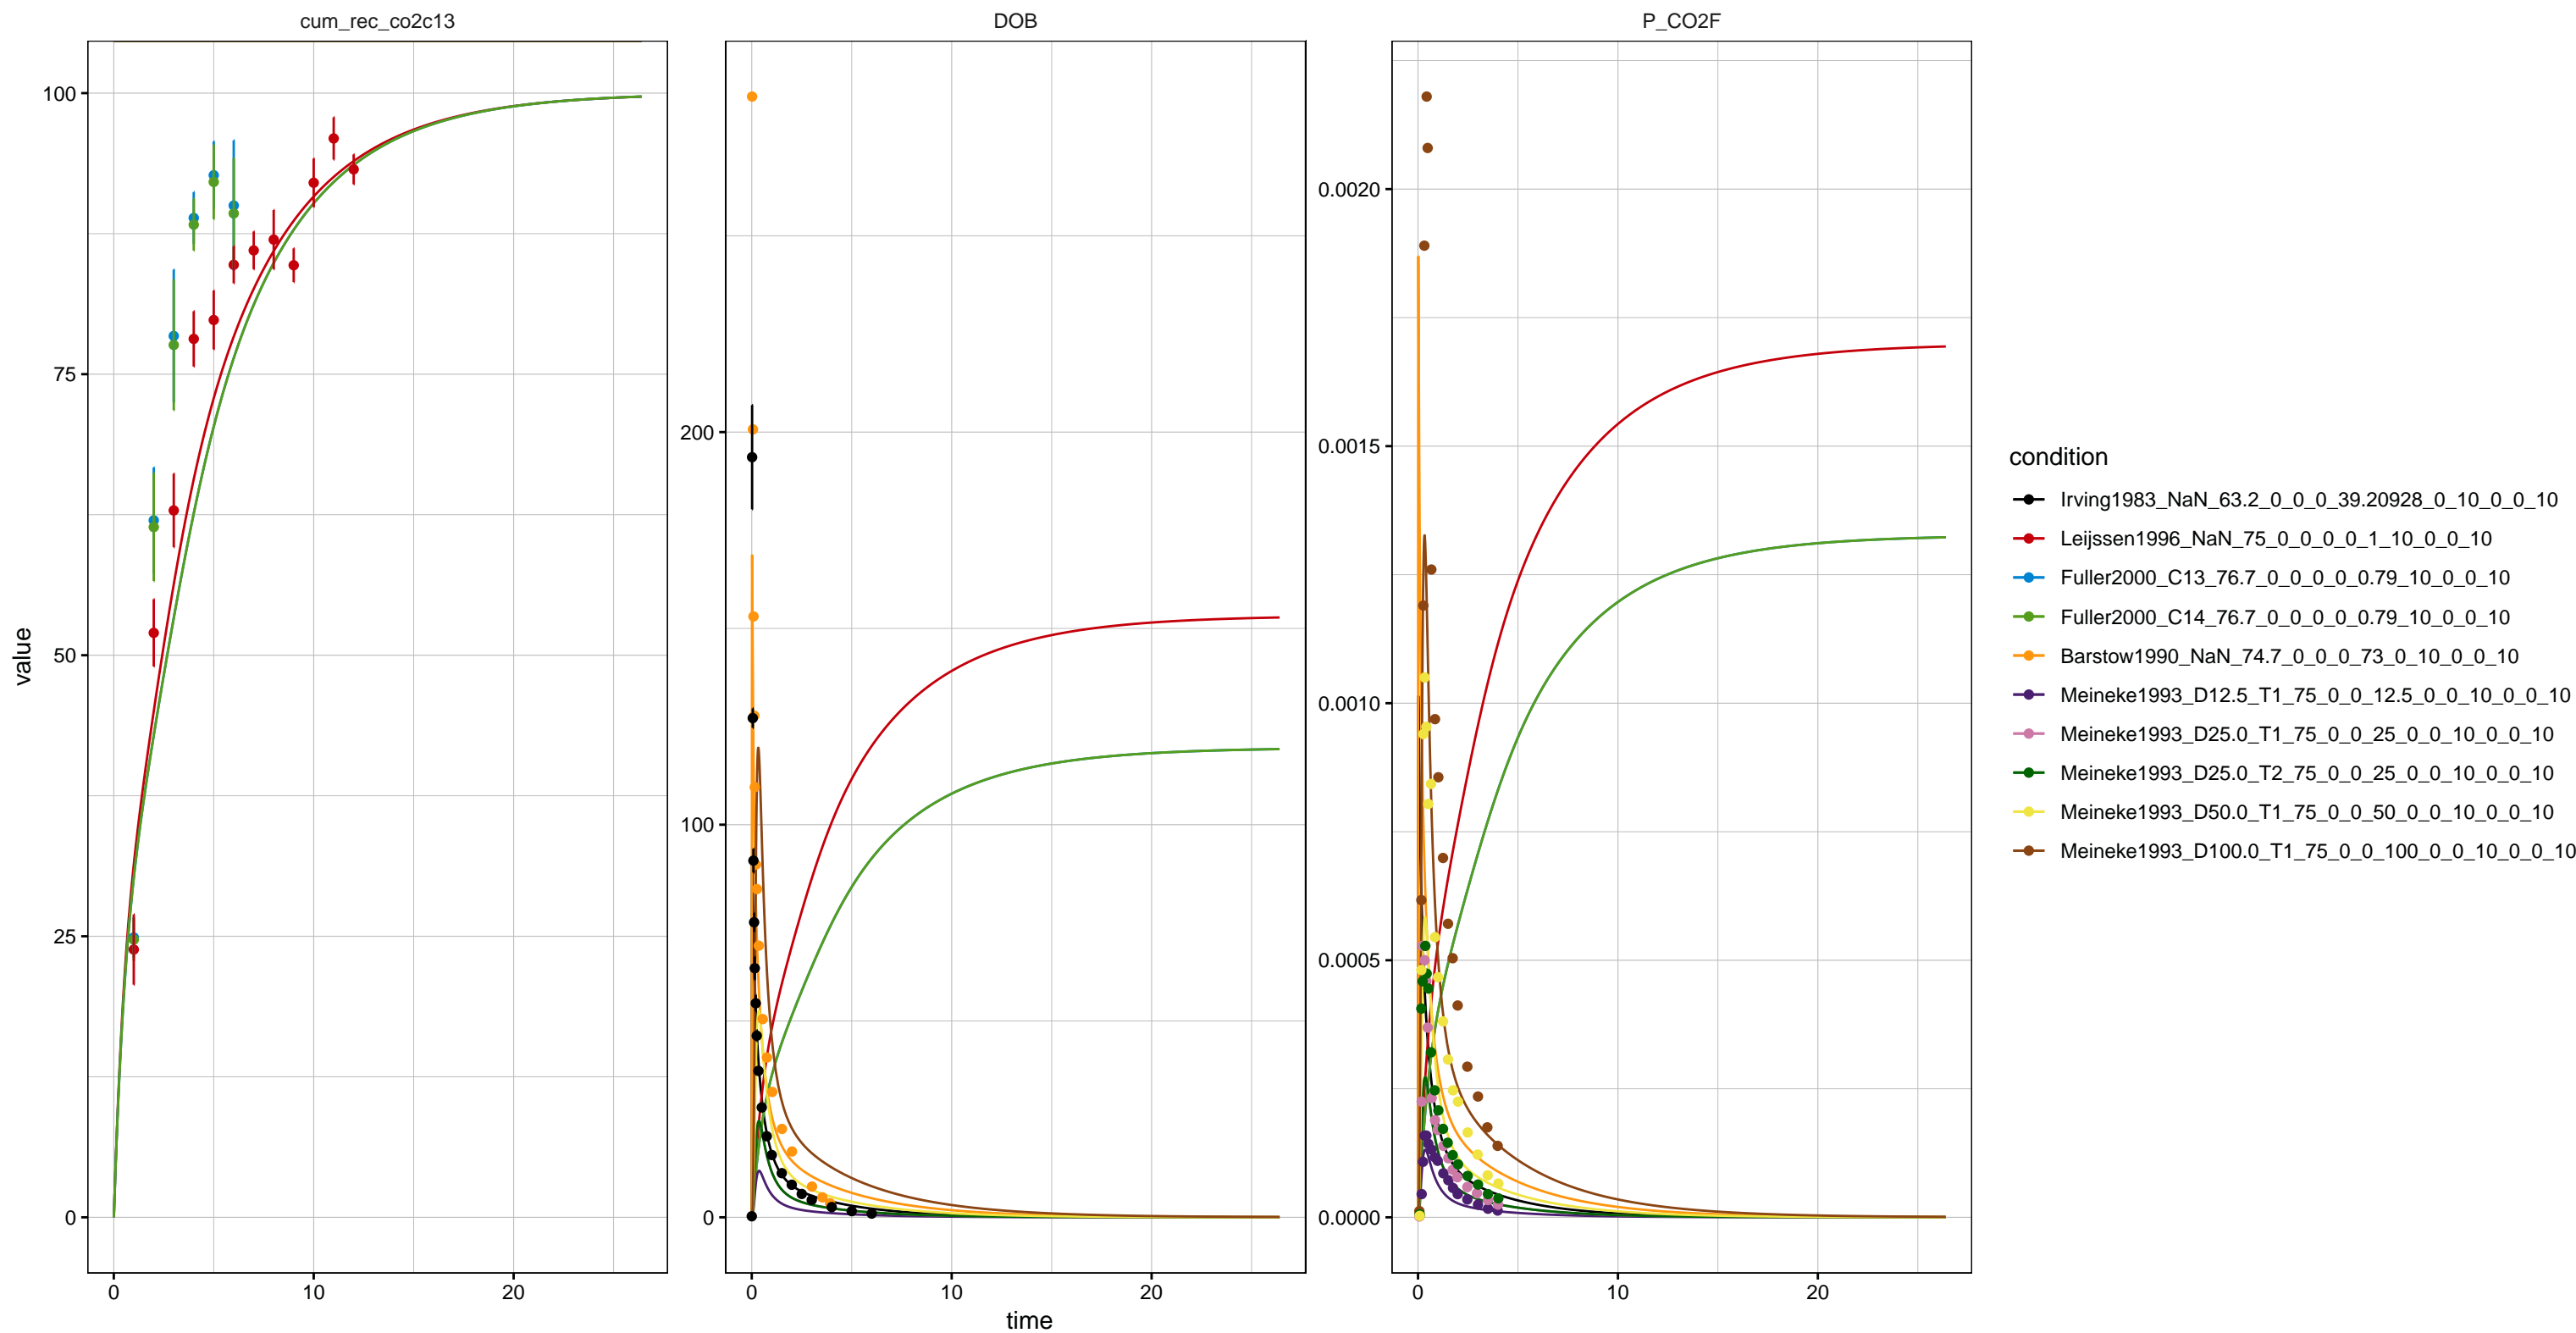 cum_rec_co2c13
DOB
P_CO2F
value
100
75
50
25
0
0
10
20
200
100
0
0
10
20
time
0.0020
0.0015
0.0010
0.0005
0.0000
0
10
20
condition
Irving1983_NaN_63.2_0_0_0_39.20928_0_10_0_0_10
Leijssen1996_NaN_75_0_0_0_0_1_10_0_0_10
Fuller2000_C13_76.7_0_0_0_0_0.79_10_0_0_10
Fuller2000_C14_76.7_0_0_0_0_0.79_10_0_0_10
Barstow1990_NaN_74.7_0_0_0_73_0_10_0_0_10
Meineke1993_D12.5_T1_75_0_0_12.5_0_0_10_0_0_10
Meineke1993_D25.0_T1_75_0_0_25_0_0_10_0_0_10
Meineke1993_D25.0_T2_75_0_0_25_0_0_10_0_0_10
Meineke1993_D50.0_T1_75_0_0_50_0_0_10_0_0_10
Meineke1993_D100.0_T1_75_0_0_100_0_0_10_0_0_10